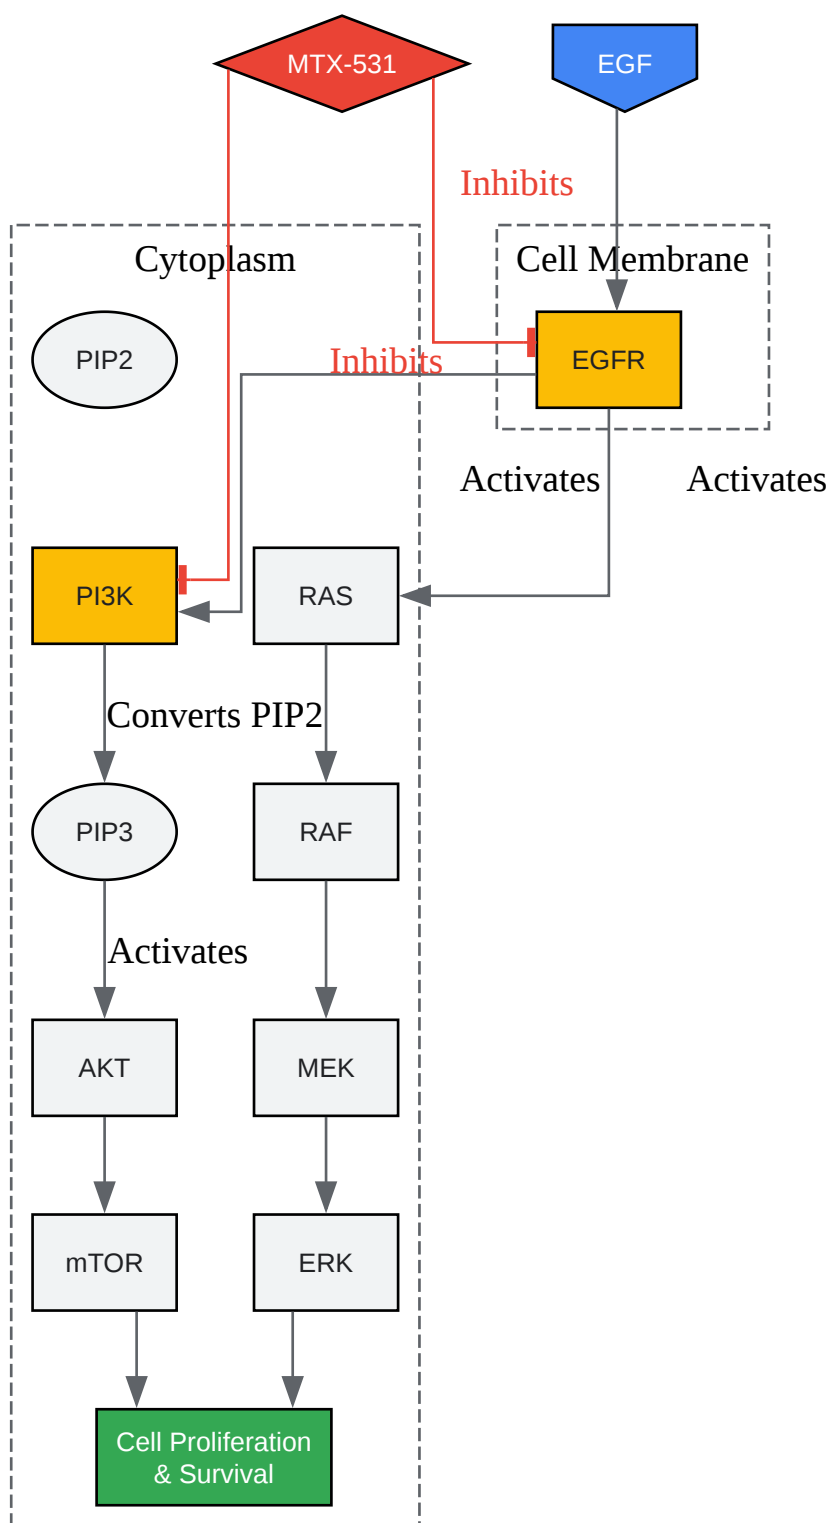 MTX-531
EGF
Inhibits
Cytoplasm
Cell Membrane
PIP2
Inhibits
EGFR
Activates
Activates
PI3K
RAS
Converts PIP2
PIP3
RAF
Activates
AKT
MEK
mTOR
ERK
Cell Proliferation
& Survival